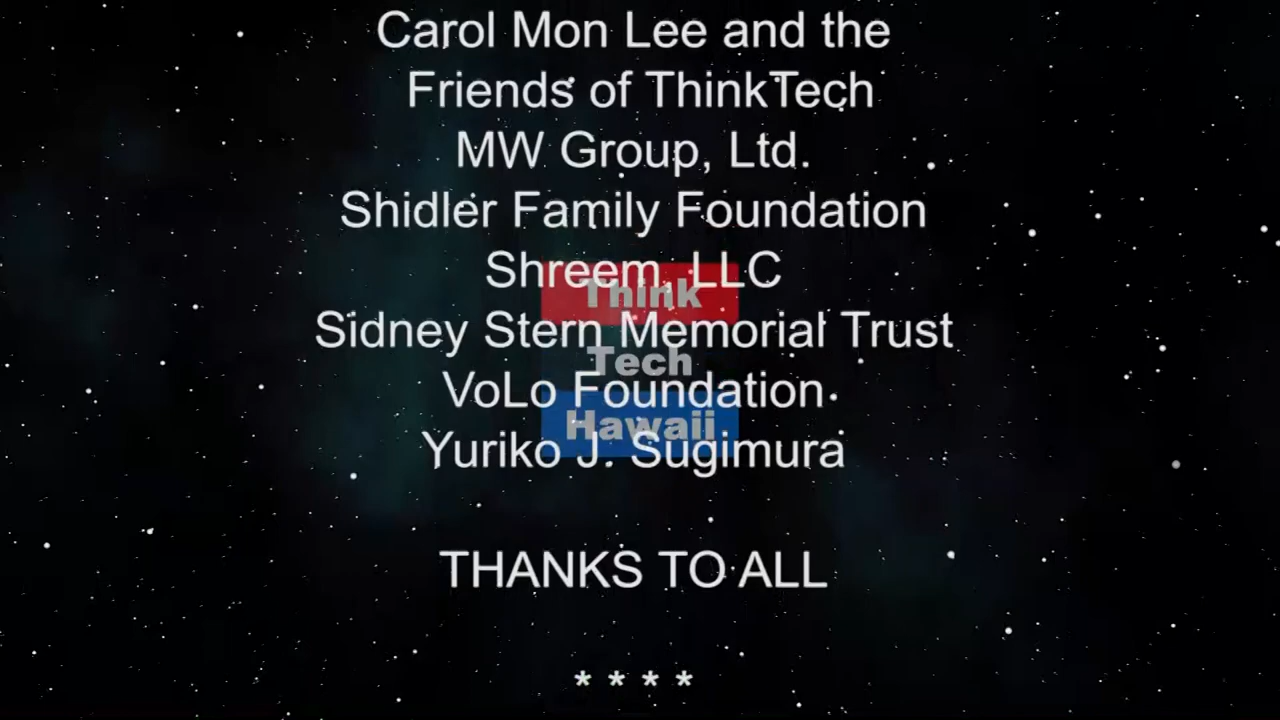 Carol Mon Lee and the
Friends of ThinkTech
MW Group, Ltd.
Shidler Family Foundation
Shreem, LLC
Think
Sidney Stern Memorial Trust
Tech
VoLo Foundation
Hawaii
Yuriko J. Sugimura
THANKS TO ALL
* * * *